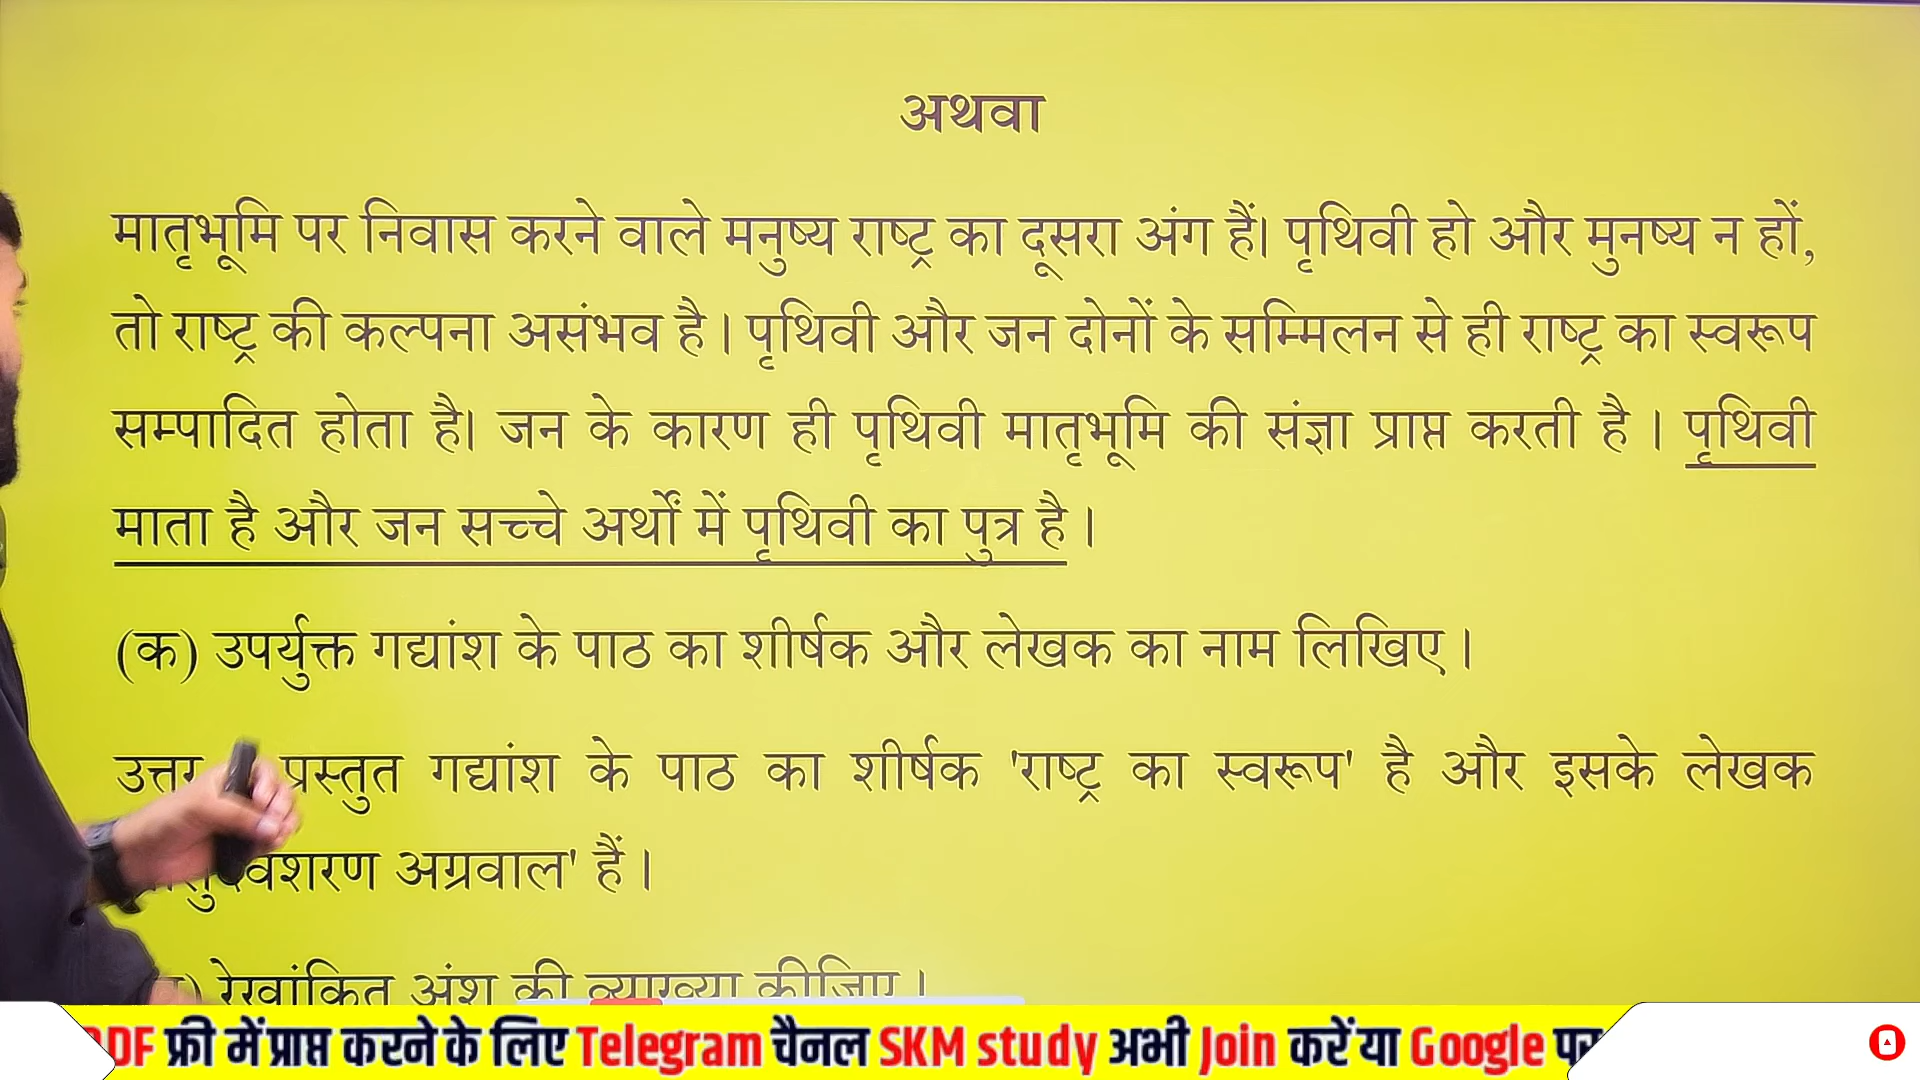 अथवा
मातृभूमि पर निवास करने वाले मनुष्य राष्ट्र का दूसरा अंग हैं। पृथिवी हो और मुनष्य न हों,
तो राष्ट्र की कल्पना असंभव है । पृथिवी और जन दोनों के सम्मिलन से ही राष्ट्र का स्वरूप
सम्पादित होता है। जन के कारण ही पृथिवी मातृभूमि की संज्ञा प्राप्त करती है । पृथिवी
माता है और जन सच्चे अर्थों में पृथिवी का पुत्र है ।
(क) उपर्युक्त गद्यांश के पाठ का शीर्षक और लेखक का नाम लिखिए ।
उत्तर प्रस्तुत गद्यांश के पाठ का शीर्षक 'राष्ट्र का स्वरूप' है और इसके लेखक
अग्रवाल' हैं ।
रेखांकित अंश की व्याख्या कीजिए ।
PDF फ्री में प्राप्त करने के लिए Telegram चैनल SKM study अभी Join करें या Google पर